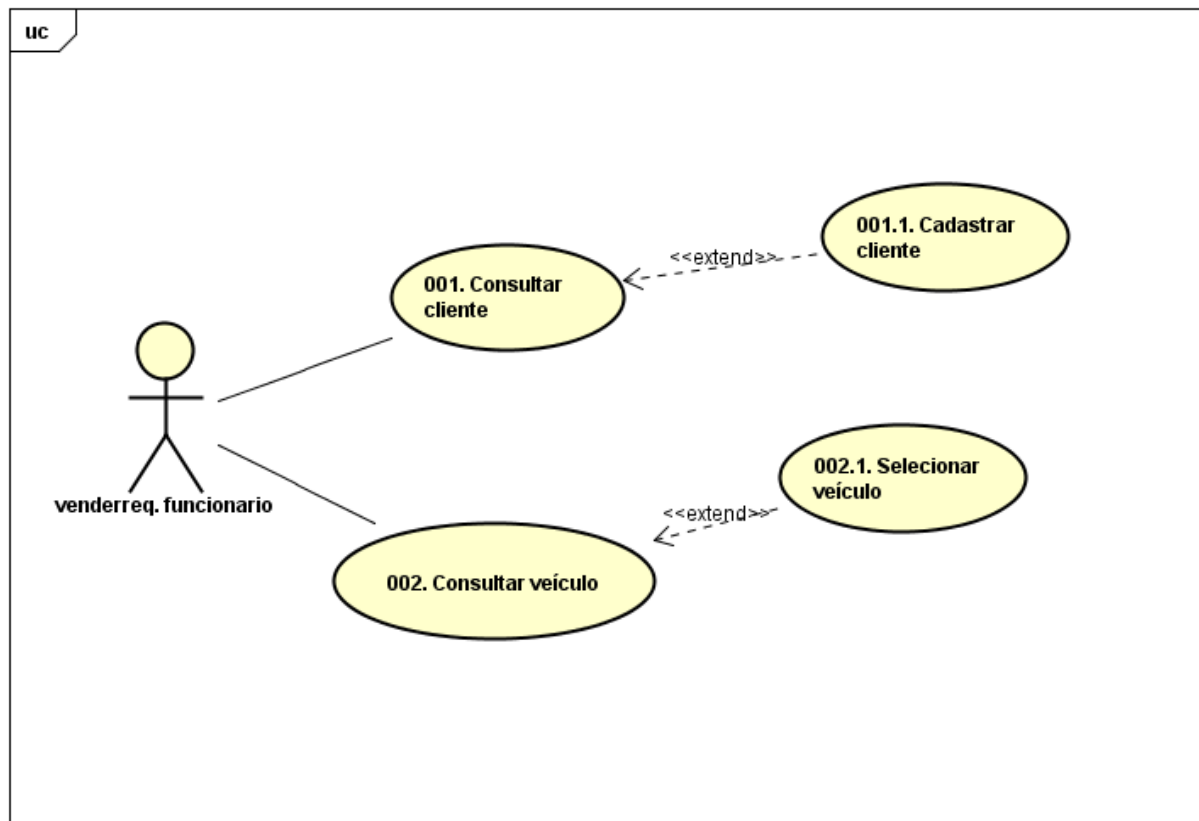 uc
001.1. Cadastrar
cliente
<<extend>>
001. Consultar
cliente
venderreq. funcionario
002.1. Selecionar
veículo
<<extend>>
002. Consultar veículo